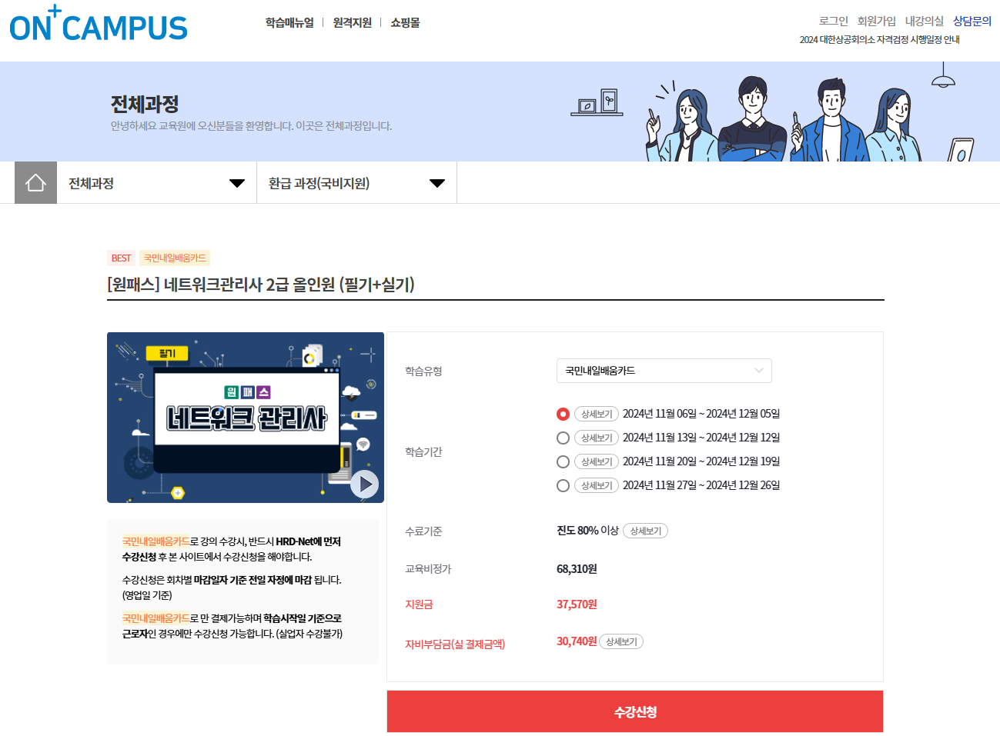 ON+CAMPUS
학습매뉴얼 | 원격지원 | 쇼핑몰
로그인 회원가입 내강의실 상담문의
2024 대한상공회의소 자격검정 시행일정 안내
전체과정
안녕하세요 교육원에 오신분들을 환영합니다. 이곳은 전체과정입니다.
전체과정
환급 과정(국비지원)
BEST 국민내일배움카드
[원패스] 네트워크관리사 2급 올인원 (필기+실기)
필기
원패스
네트워크 관리사
국민내일배움카드로 강의 수강시, 반드시 HRD-Net에 먼저
수강신청 후 본 사이트에서 수강신청을 해야합니다.
수강신청은 회차별 마감일자 기준 전일 자정에 마감 됩니다.
(영업일 기준)
국민내일배움카드로 만 결제가능하며 학습시작일 기준으로
근로자인 경우에만 수강신청 가능합니다. (실업자 수강불가)
학습유형
국민내일배움카드
학습기간
상세보기 2024년 11월 06일 ~ 2024년 12월 05일
상세보기 2024년 11월 13일 ~ 2024년 12월 12일
상세보기 2024년 11월 20일 ~ 2024년 12월 19일
상세보기 2024년 11월 27일 ~ 2024년 12월 26일
수료기준
진도 80% 이상 상세보기
교육비정가
68,310원
지원금
37,570원
자비부담금(실 결제금액)
30,740원 상세보기
수강신청